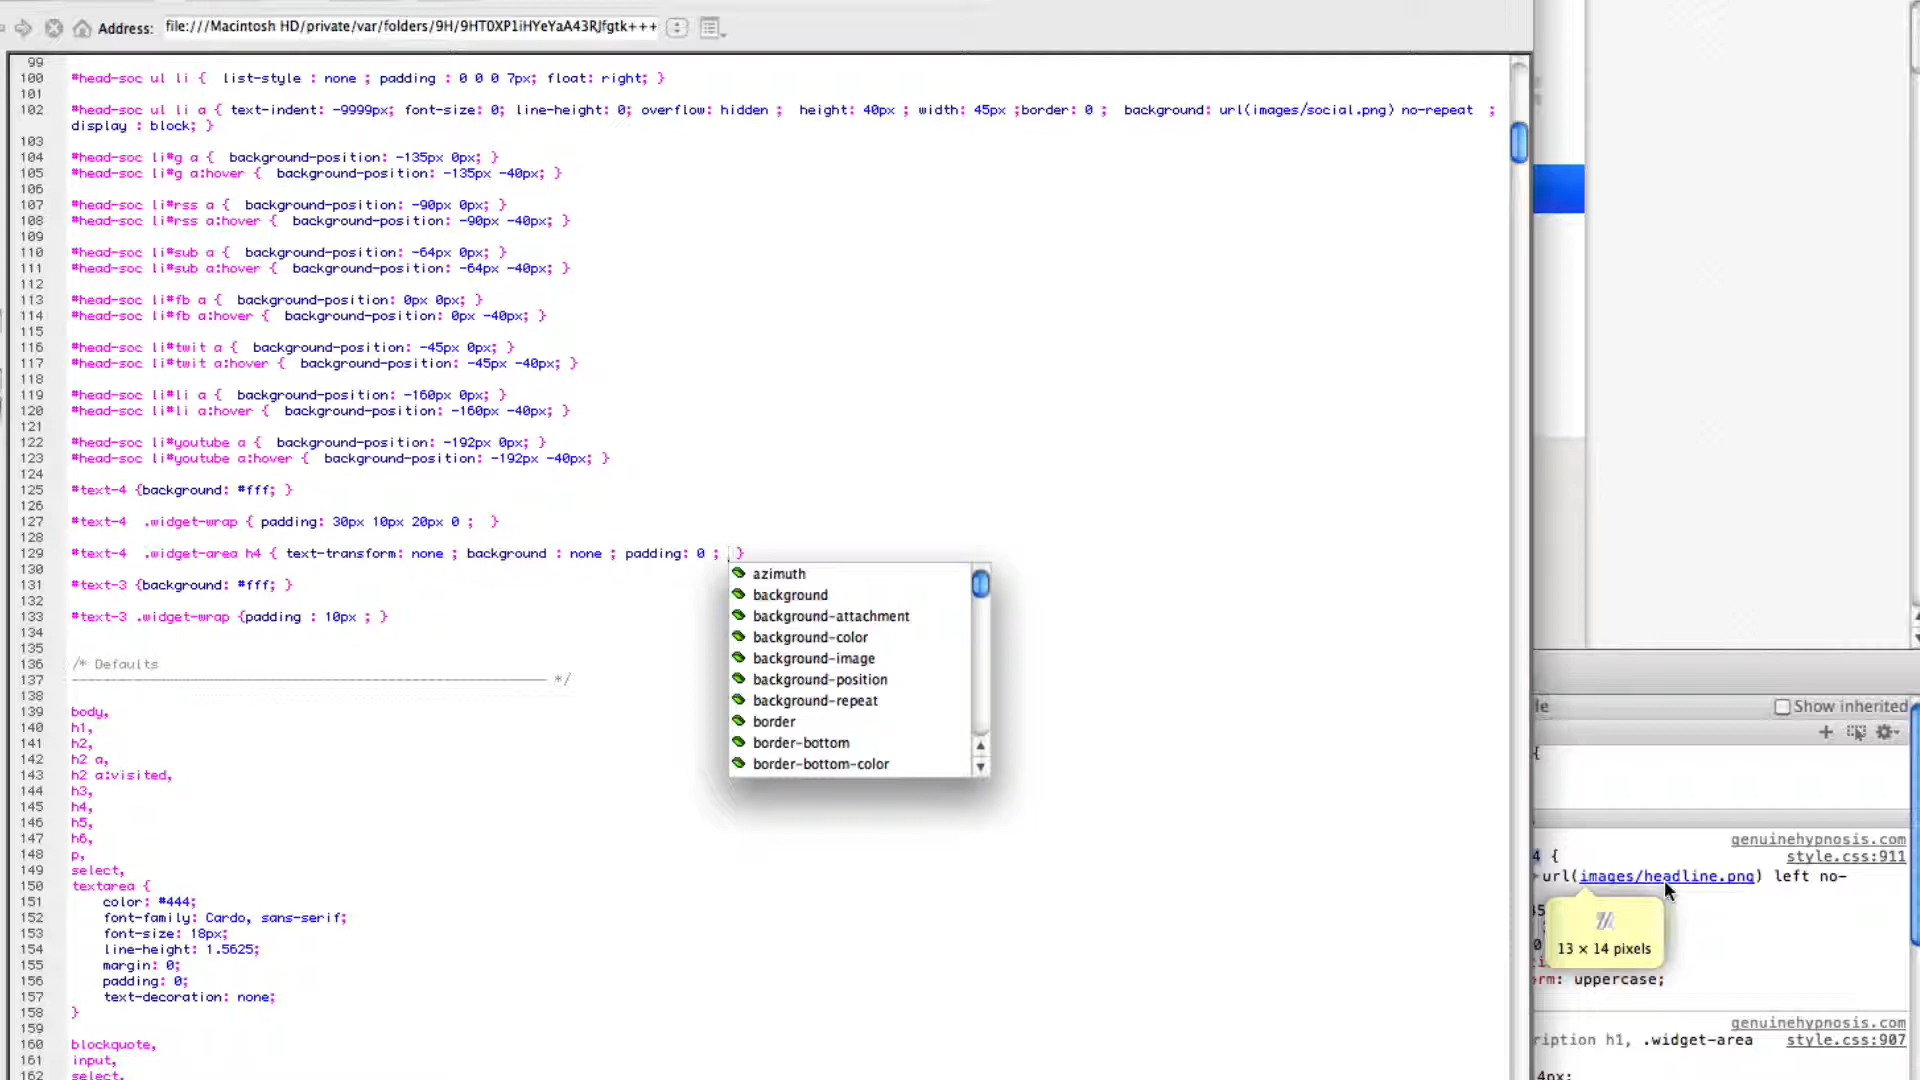 Address: file:///Macintosh HD/private/var/folders/9H/9HT0XP1iHYeYaA43RJfgtk+++
99
100 #head-soc ul li {  list-style : none ; padding : 0 0 0 7px; float: right; }
101
102 #head-soc ul li a { text-indent: -9999px; font-size: 0; line-height: 0; overflow: hidden ;  height: 40px ; width: 45px ;border: 0 ;  background: url(images/social.png) no-repeat  ;
display : block; }
103
104 #head-soc li#g a {  background-position: -135px 0px; }
105 #head-soc li#g a:hover {  background-position: -135px -40px; }
106
107 #head-soc li#rss a {  background-position: -90px 0px; }
108 #head-soc li#rss a:hover {  background-position: -90px -40px; }
109
110 #head-soc li#sub a {  background-position: -64px 0px; }
111 #head-soc li#sub a:hover {  background-position: -64px -40px; }
112
113 #head-soc li#fb a {  background-position: 0px 0px; }
114 #head-soc li#fb a:hover {  background-position: 0px -40px; }
115
116 #head-soc li#twit a {  background-position: -45px 0px; }
117 #head-soc li#twit a:hover {  background-position: -45px -40px; }
118
119 #head-soc li#li a {  background-position: -160px 0px; }
120 #head-soc li#li a:hover {  background-position: -160px -40px; }
121
122 #head-soc li#youtube a {  background-position: -192px 0px; }
123 #head-soc li#youtube a:hover {  background-position: -192px -40px; }
124
125 #text-4 {background: #fff; }
126
127 #text-4  .widget-wrap { padding: 30px 10px 20px 0 ;  }
128
129 #text-4  .widget-area h4 { text-transform: none ; background : none ; padding: 0 ;  }
130
131 #text-3 {background: #fff; }
132
133 #text-3 .widget-wrap {padding : 10px ; }
134
135
136 /* Defaults
137 ------------------------------------------------------------ */
138
139 body,
140 h1,
141 h2,
142 h2 a,
143 h2 a:visited,
144 h3,
145 h4,
146 h5,
147 h6,
148 p,
149 select,
150 textarea {
151 color: #444;
152 font-family: Cardo, sans-serif;
153 font-size: 18px;
154 line-height: 1.5625;
155 margin: 0;
156 padding: 0;
157 text-decoration: none;
158 }
159
160 blockquote,
161 input,
162 select,
azimuth
background
background-attachment
background-color
background-image
background-position
background-repeat
border
border-bottom
border-bottom-color
le
Show inherited
{
genuinehypnosis.com
4 { style.css:911
url(images/headline.png) left no-
45
13 × 14 pixels
0
rm: uppercase;
genuinehypnosis.com
ription h1, .widget-area style.css:907
4px;